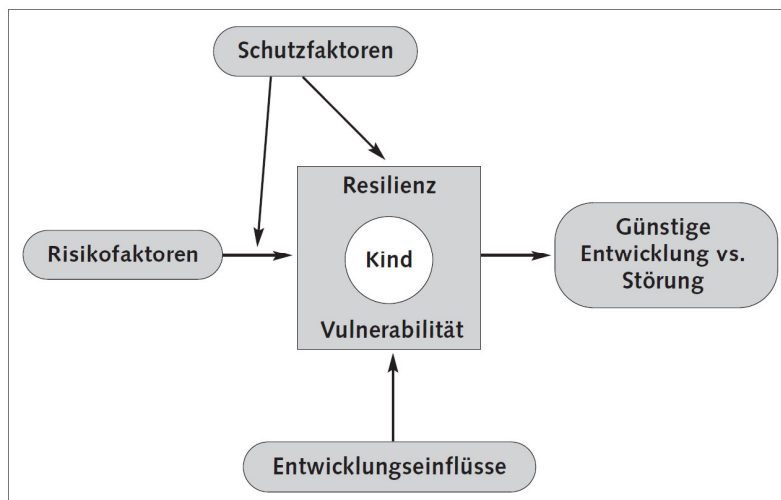 Schutzfaktoren
Resilienz
Risikofaktoren
Kind
Günstige
Entwicklung vs.
Störung
Vulnerabilität
Entwicklungseinflüsse